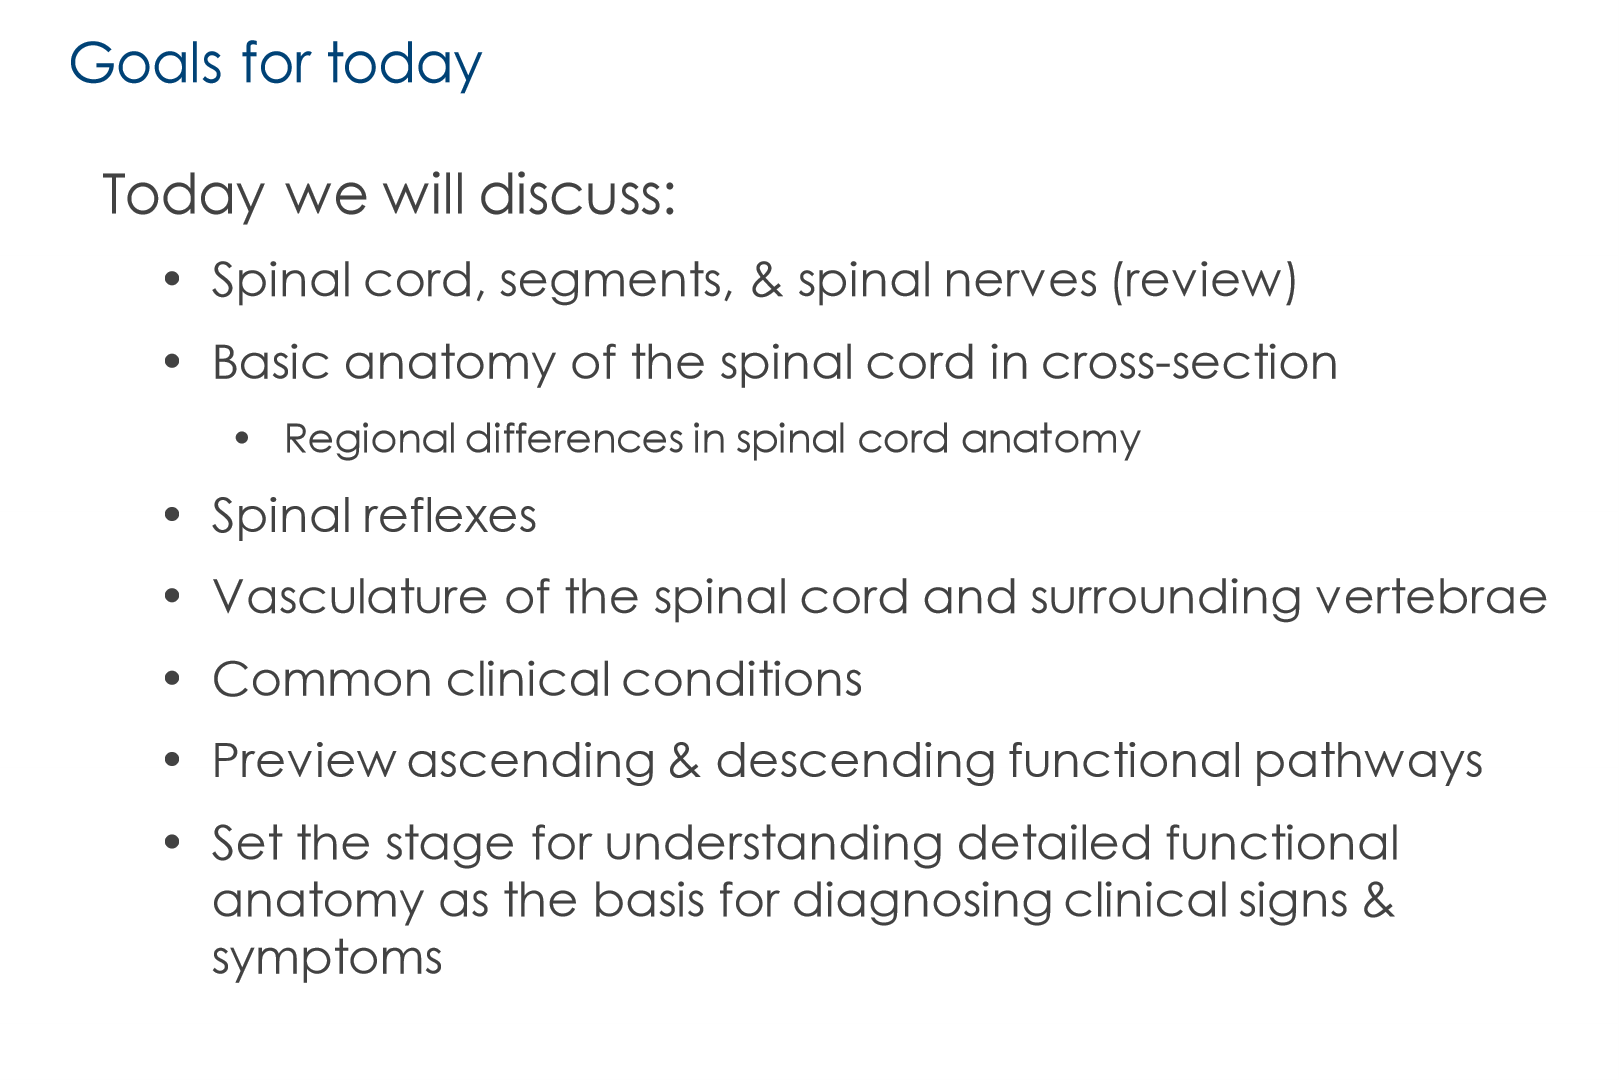 Goals for today
Today we will discuss:
• Spinal cord, segments, & spinal nerves (review)
• Basic anatomy of the spinal cord in cross-section
• Regional differences in spinal cord anatomy
• Spinal reflexes
• Vasculature of the spinal cord and surrounding vertebrae
• Common clinical conditions
• Preview ascending & descending functional pathways
• Set the stage for understanding detailed functional
anatomy as the basis for diagnosing clinical signs &
symptoms